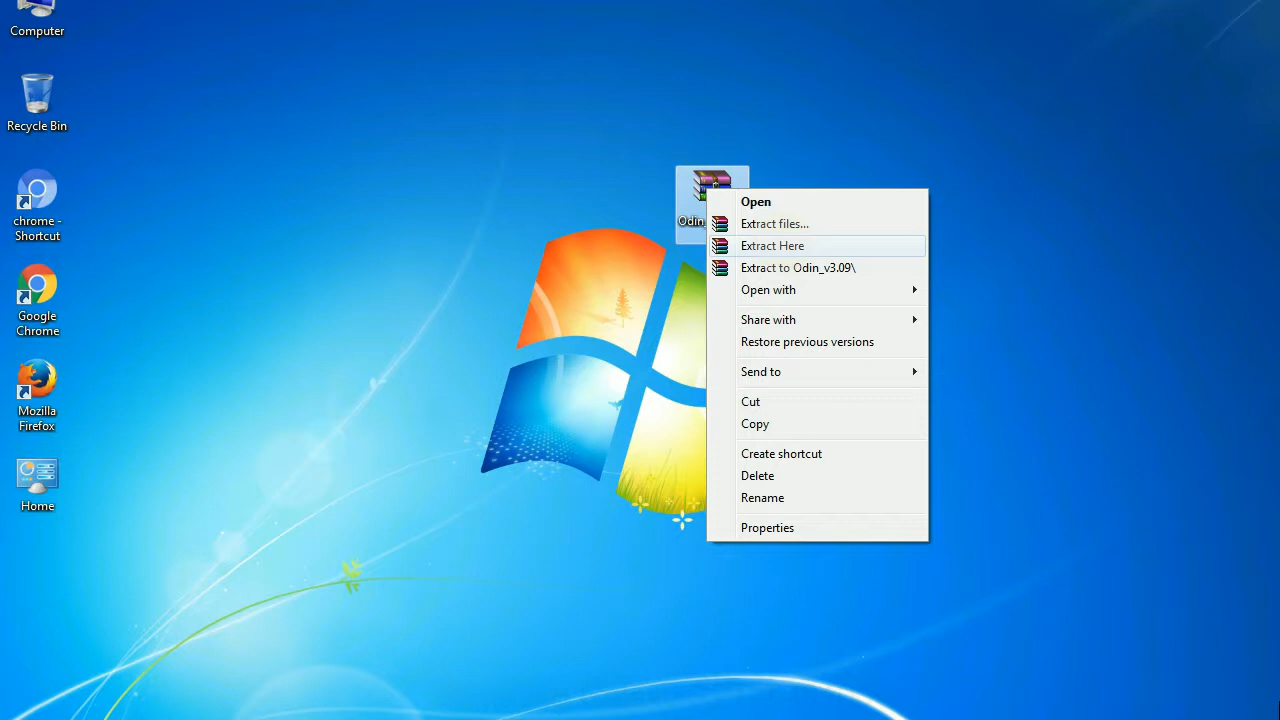 Computer
Recycle Bin
chrome -
Shortcut
Google
Chrome
Mozilla
Firefox
Home
Odin
Open
Extract files...
Extract Here
Extract to Odin_v3.09\
Open with
Share with
Restore previous versions
Send to
Cut
Copy
Create shortcut
Delete
Rename
Properties